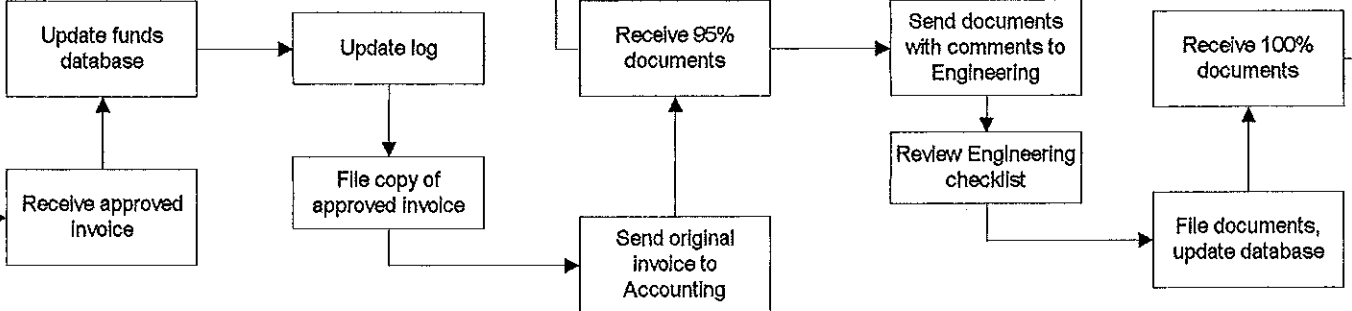 Update funds
database
Update log
Receive 95%
documents
Send documents
with comments to
Engineering
Receive 100%
documents
Receive approved
invoice
File copy of
approved invoice
Review Engineering
checklist
Send original
invoice to
Accounting
File documents,
update database